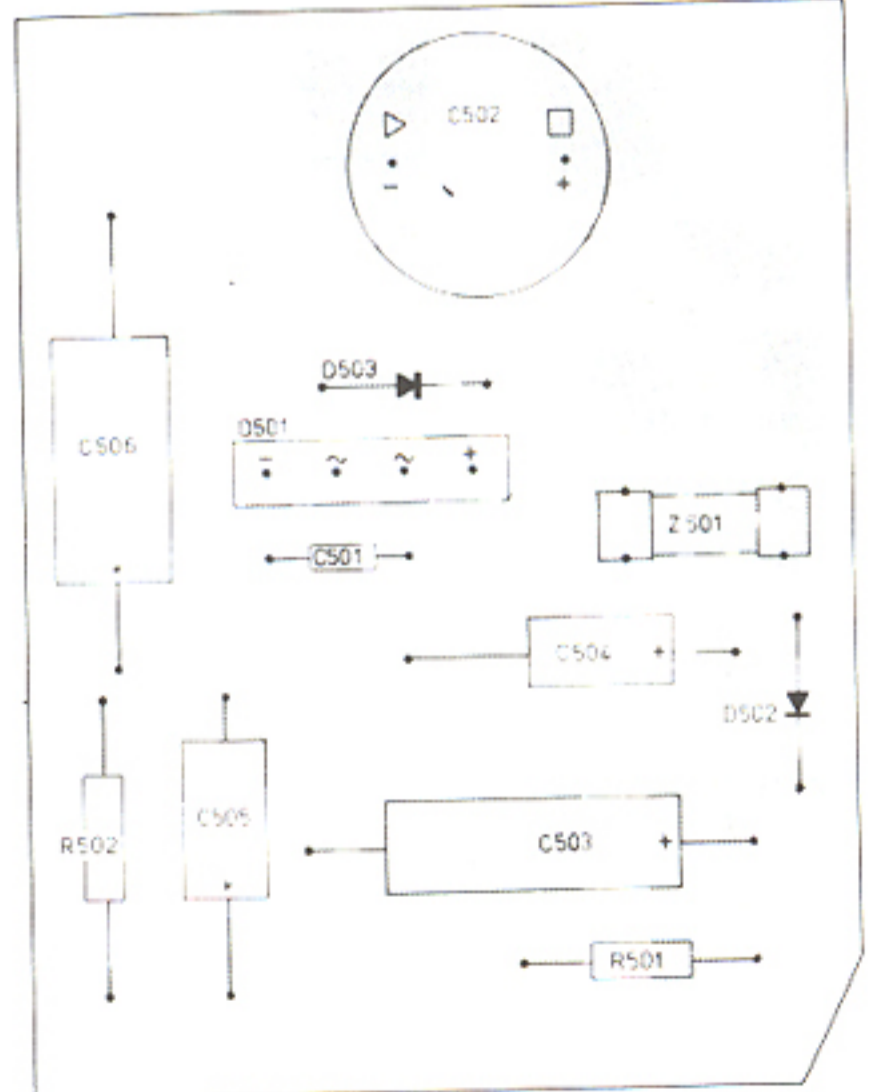 C502
- +
D503
D501
- ~ ~ +
C506
Z501
C501
C504 +
D502
C505
R502
C503 +
R501